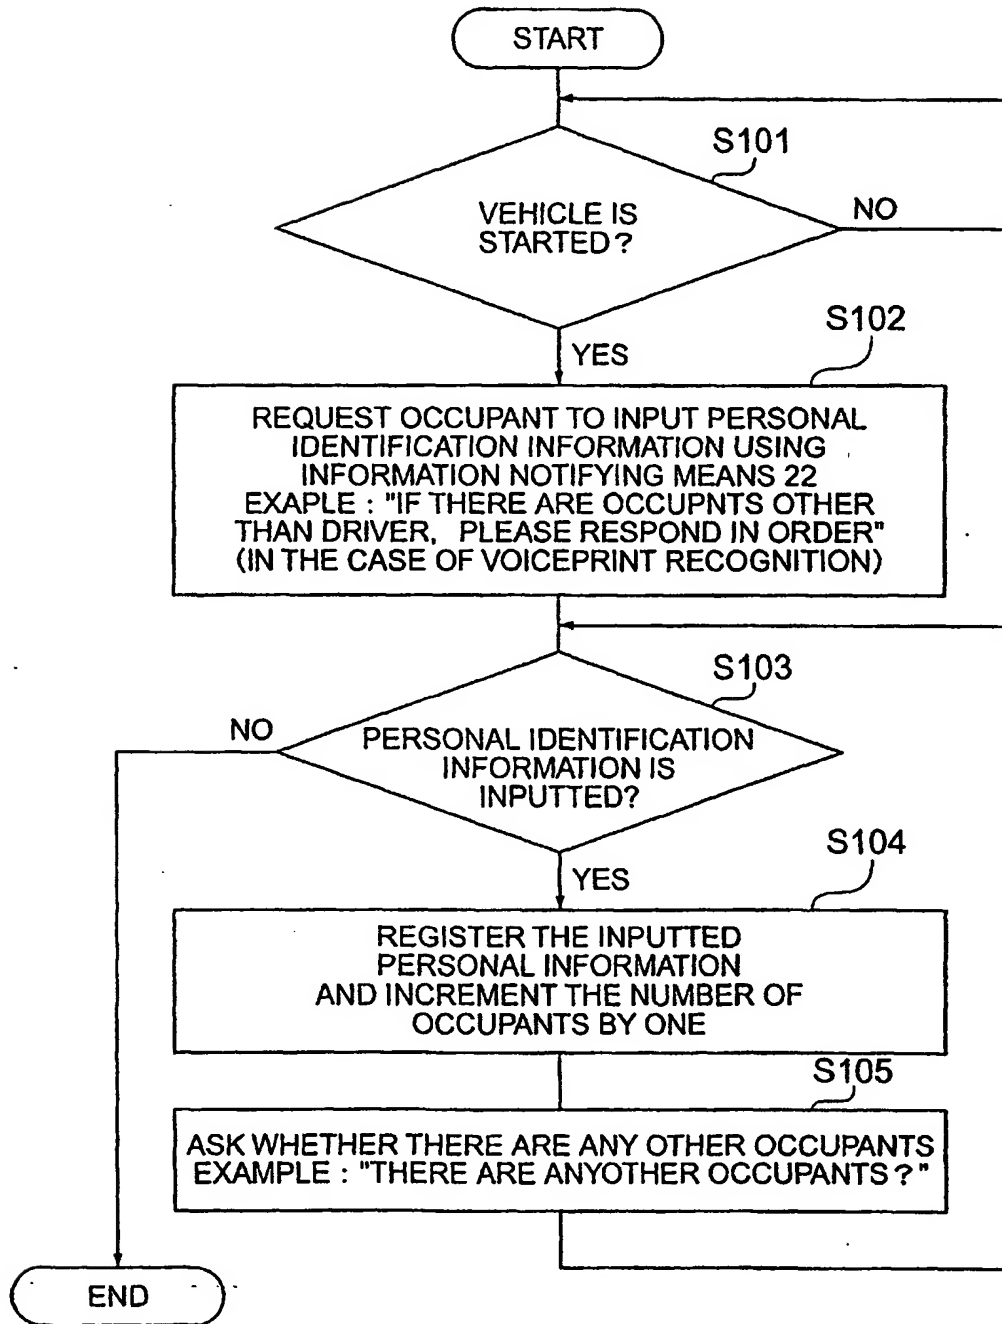 START
S101
VEHICLE IS
STARTED?
NO
YES
S102
REQUEST OCCUPANT TO INPUT PERSONAL
IDENTIFICATION INFORMATION USING
INFORMATION NOTIFYING MEANS 22
EXAPLE : "IF THERE ARE OCCUPNTS OTHER
THAN DRIVER, PLEASE RESPOND IN ORDER"
(IN THE CASE OF VOICEPRINT RECOGNITION)
S103
NO
PERSONAL IDENTIFICATION
INFORMATION IS
INPUTTED?
YES
S104
REGISTER THE INPUTTED
PERSONAL INFORMATION
AND INCREMENT THE NUMBER OF
OCCUPANTS BY ONE
S105
ASK WHETHER THERE ARE ANY OTHER OCCUPANTS
EXAMPLE : "THERE ARE ANYOTHER OCCUPANTS?"
END